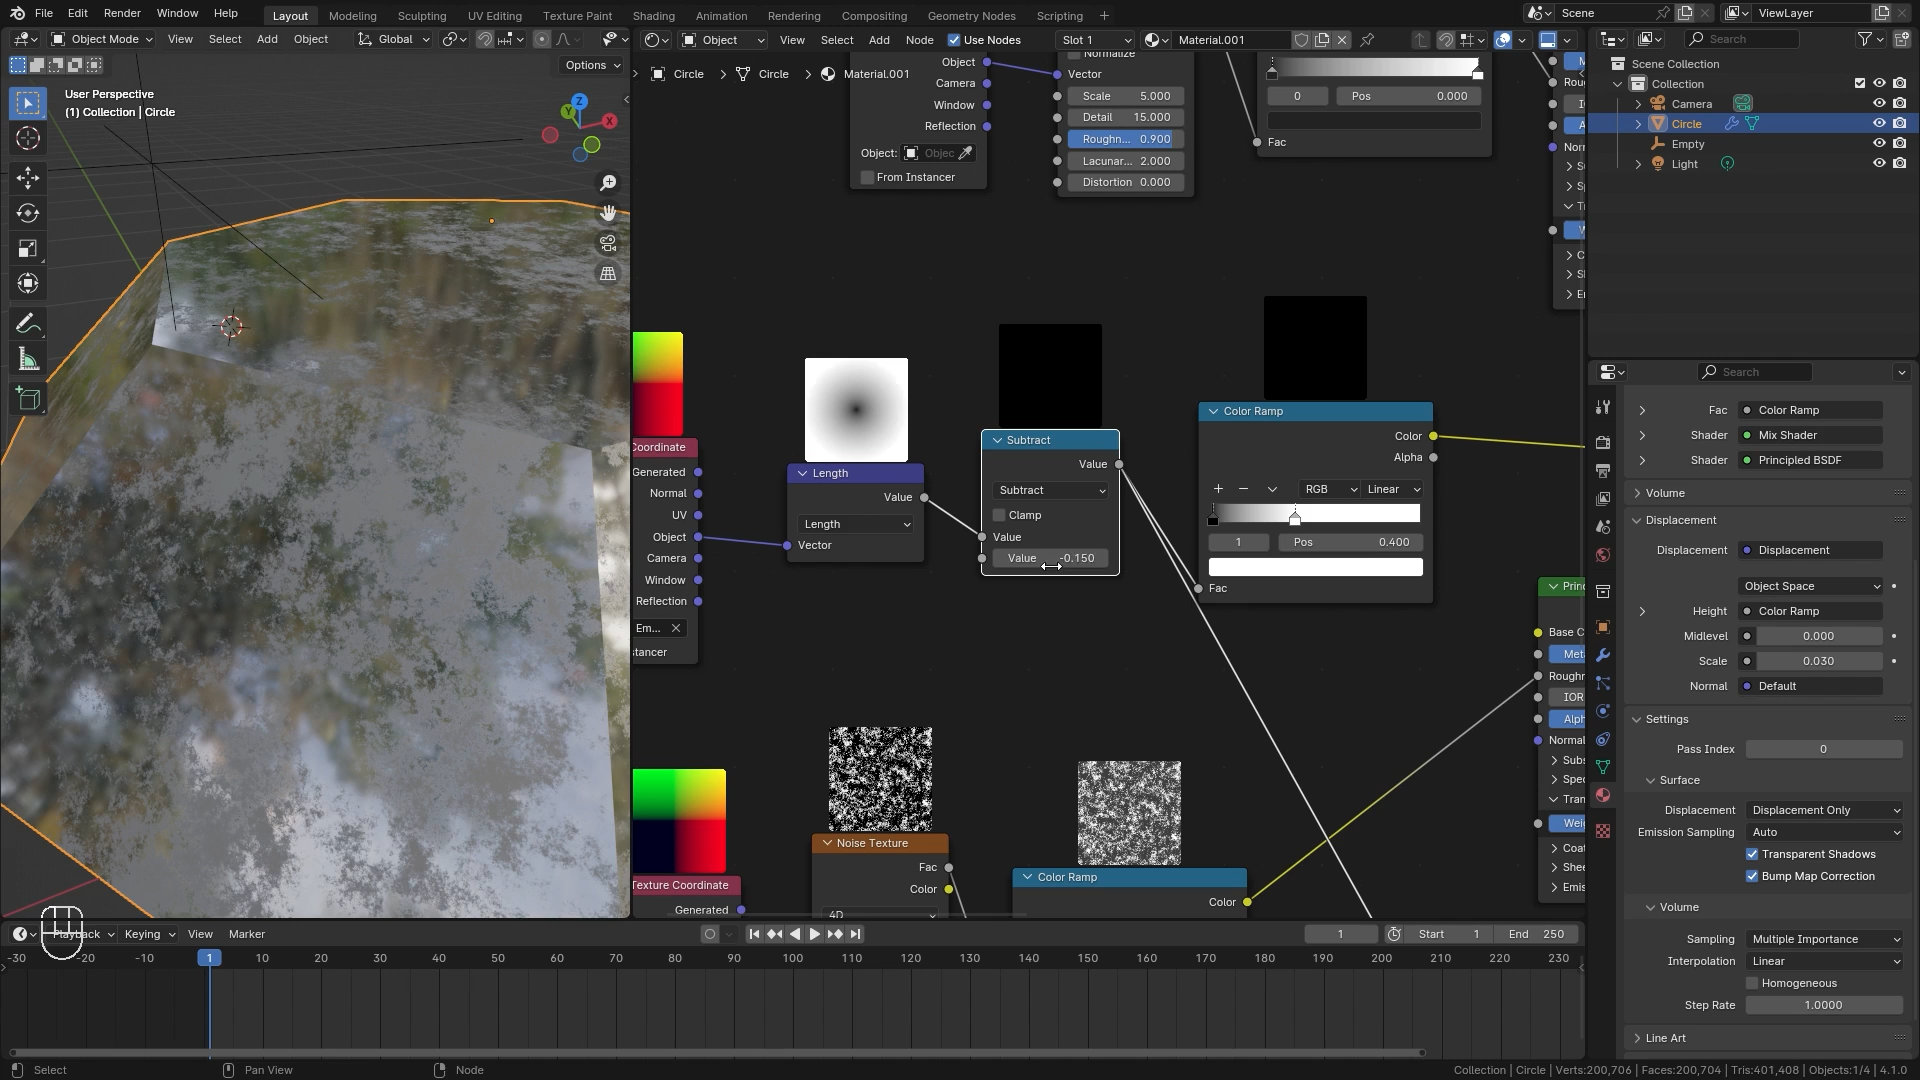 File Edit Render Window Help Layout Modeling Sculpting UV Editing Texture Paint Shading Animation Rendering Compositing Geometry Nodes Scripting + Scene ViewLayer
Object Mode View Select Add Object Global Object View Select Add Node Use Nodes Slot 1 Material.001 Search
Options
Circle Circle Material.001
User Perspective
(1) Collection | Circle
Z
Y
X
Scene Collection
Collection
Camera
Circle
Empty
Light
Object
Camera
Window
Reflection
Object: Objec
From Instancer
Normalize
Vector
Scale 5.000
Detail 15.000
Roughn... 0.900
Lacunar... 2.000
Distortion 0.000
0 Pos 0.000
Fac
Coordinate
Generated
Normal
UV
Object
Camera
Window
Reflection
Em...
stancer
Length
Value
Length
Vector
Subtract
Value
Subtract
Clamp
Value
Value -0.150
Color Ramp
Color
Alpha
RGB Linear
1 Pos 0.400
Fac
Princ
Base C
Meta
Roughr
IOR
Alph
Normal
Subs
Spec
Tran
Wei
Coat
Shee
Emis
Texture Coordinate
Generated
Noise Texture
Fac
Color
4D
Color Ramp
Color
Search
Fac Color Ramp
Shader Mix Shader
Shader Principled BSDF
Volume
Displacement
Displacement Displacement
Object Space
Height Color Ramp
Midlevel 0.000
Scale 0.030
Normal Default
Settings
Pass Index 0
Surface
Displacement Displacement Only
Emission Sampling Auto
Transparent Shadows
Bump Map Correction
Volume
Sampling Multiple Importance
Interpolation Linear
Homogeneous
Step Rate 1.0000
Line Art
Playback Keying View Marker 1 Start 1 End 250
-30 -20 -10 1 10 20 30 40 50 60 70 80 90 100 110 120 130 140 150 160 170 180 190 200 210 220 230
Select Pan View Node Collection | Circle | Verts:200,706 | Faces:200,704 | Tris:401,408 | Objects:1/4 | 4.1.0